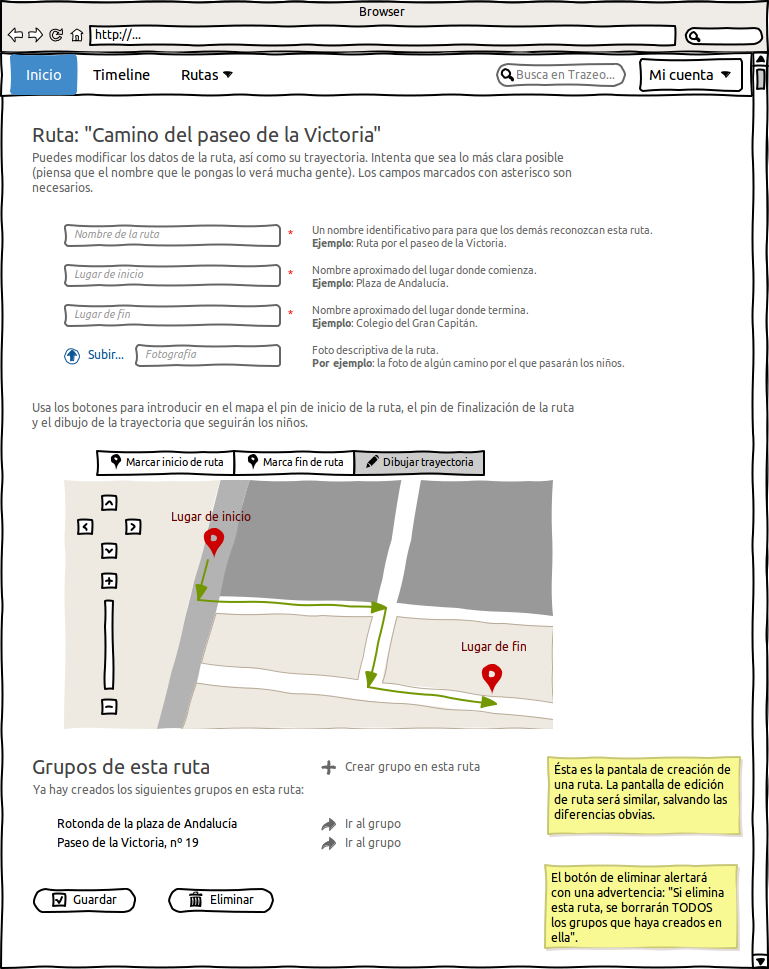 Browser
http://...
Inicio
Timeline
Rutas
Busca en Trazeo...
Mi cuenta
Ruta: "Camino del paseo de la Victoria"
Puedes modificar los datos de la ruta, así como su trayectoria. Intenta que sea lo más clara posible
(piensa que el nombre que le pongas lo verá mucha gente). Los campos marcados con asterisco son
necesarios.
Nombre de la ruta *
Un nombre identificativo para para que los demás reconozcan esta ruta.
Ejemplo: Ruta por el paseo de la Victoria.
Lugar de inicio *
Nombre aproximado del lugar donde comienza.
Ejemplo: Plaza de Andalucía.
Lugar de fin *
Nombre aproximado del lugar donde termina.
Ejemplo: Colegio del Gran Capitán.
Subir...
Fotografía
Foto descriptiva de la ruta.
Por ejemplo: la foto de algún camino por el que pasarán los niños.
Usa los botones para introducir en el mapa el pin de inicio de la ruta, el pin de finalización de la ruta
y el dibujo de la trayectoria que seguirán los niños.
Marcar inicio de ruta
Marca fin de ruta
Dibujar trayectoria
Lugar de inicio
Lugar de fin
Grupos de esta ruta
Crear grupo en esta ruta
Ya hay creados los siguientes grupos en esta ruta:
Rotonda de la plaza de Andalucía
Ir al grupo
Paseo de la Victoria, nº 19
Ir al grupo
Guardar
Eliminar
Ésta es la pantala de creación de
una ruta. La pantalla de edición
de ruta será similar, salvando las
diferencias obvias.
El botón de eliminar alertará
con una advertencia: "Si elimina
esta ruta, se borrarán TODOS
los grupos que haya creados en
ella".